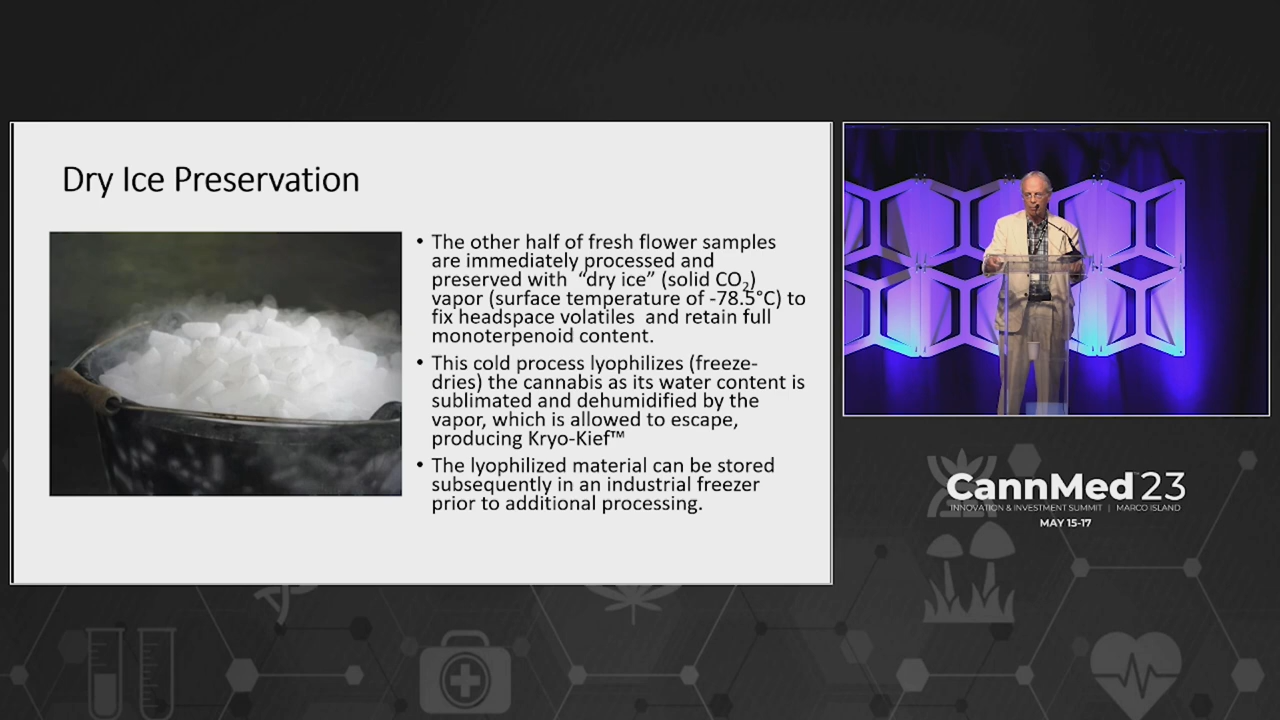 Dry Ice Preservation
• The other half of fresh flower samples
are immediately processed and
preserved with “dry ice” (solid CO₂)
vapor (surface temperature of -78.5°C) to
fix headspace volatiles and retain full
monoterpenoid content.
• This cold process lyophilizes (freeze-
dries) the cannabis as its water content is
sublimated and dehumidified by the
vapor, which is allowed to escape,
producing Kryo-Kief™
• The lyophilized material can be stored
subsequently in an industrial freezer
prior to additional processing.
CannMed™ 23
INNOVATION & INVESTMENT SUMMIT | MARCO ISLAND
MAY 15-17